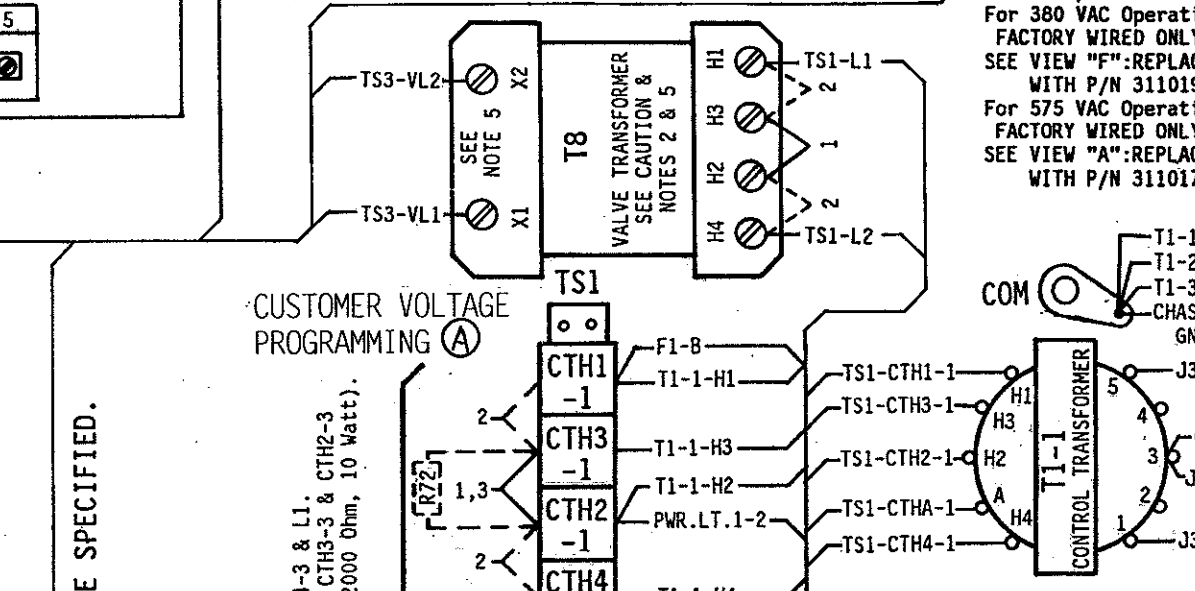 5
For 380 VAC Operati
FACTORY WIRED ONLY
SEE VIEW "F":REPLAC
WITH P/N 311019
For 575 VAC Operati
FACTORY WIRED ONLY
SEE VIEW "A":REPLAC
WITH P/N 311017
TS3-VL2
X2
SEE
NOTE 5
TS3-VL1
X1
T8
VALVE TRANSFORMER
SEE CAUTION &
NOTES 2 & 5
H1
TS1-L1
2
H3
1
H2
2
H4
TS1-L2
COM
T1-1
T1-2
T1-3
CHAS
GN
CUSTOMER VOLTAGE
PROGRAMMING A
TS1
CTH1
-1
F1-B
T1-1-H1
2
CTH3
-1
T1-1-H3
R72
1,3
CTH2
-1
T1-1-H2
PWR.LT.1-2
2
CTH4
TS1-CTH1-1
TS1-CTH3-1
TS1-CTH2-1
TS1-CTHA-1
TS1-CTH4-1
H1
H3
H2
A
H4
T1-1
CONTROL TRANSFORMER
5
4
3
2
1
J3
J
J3
E SPECIFIED.
-3 & L1.
CTH3-3 & CTH2-3
2000 Ohm, 10 Watt).